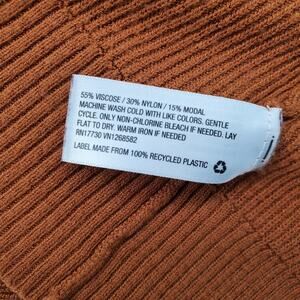 55% VISCOSE / 30% NYLON / 15% MODAL
MACHINE WASH COLD WITH LIKE COLORS. GENTLE
CYCLE. ONLY NON-CHLORINE BLEACH IF NEEDED. LAY
FLAT TO DRY. WARM IRON IF NEEDED.
RN17730 VN1268582
LABEL MADE FROM 100% RECYCLED PLASTIC